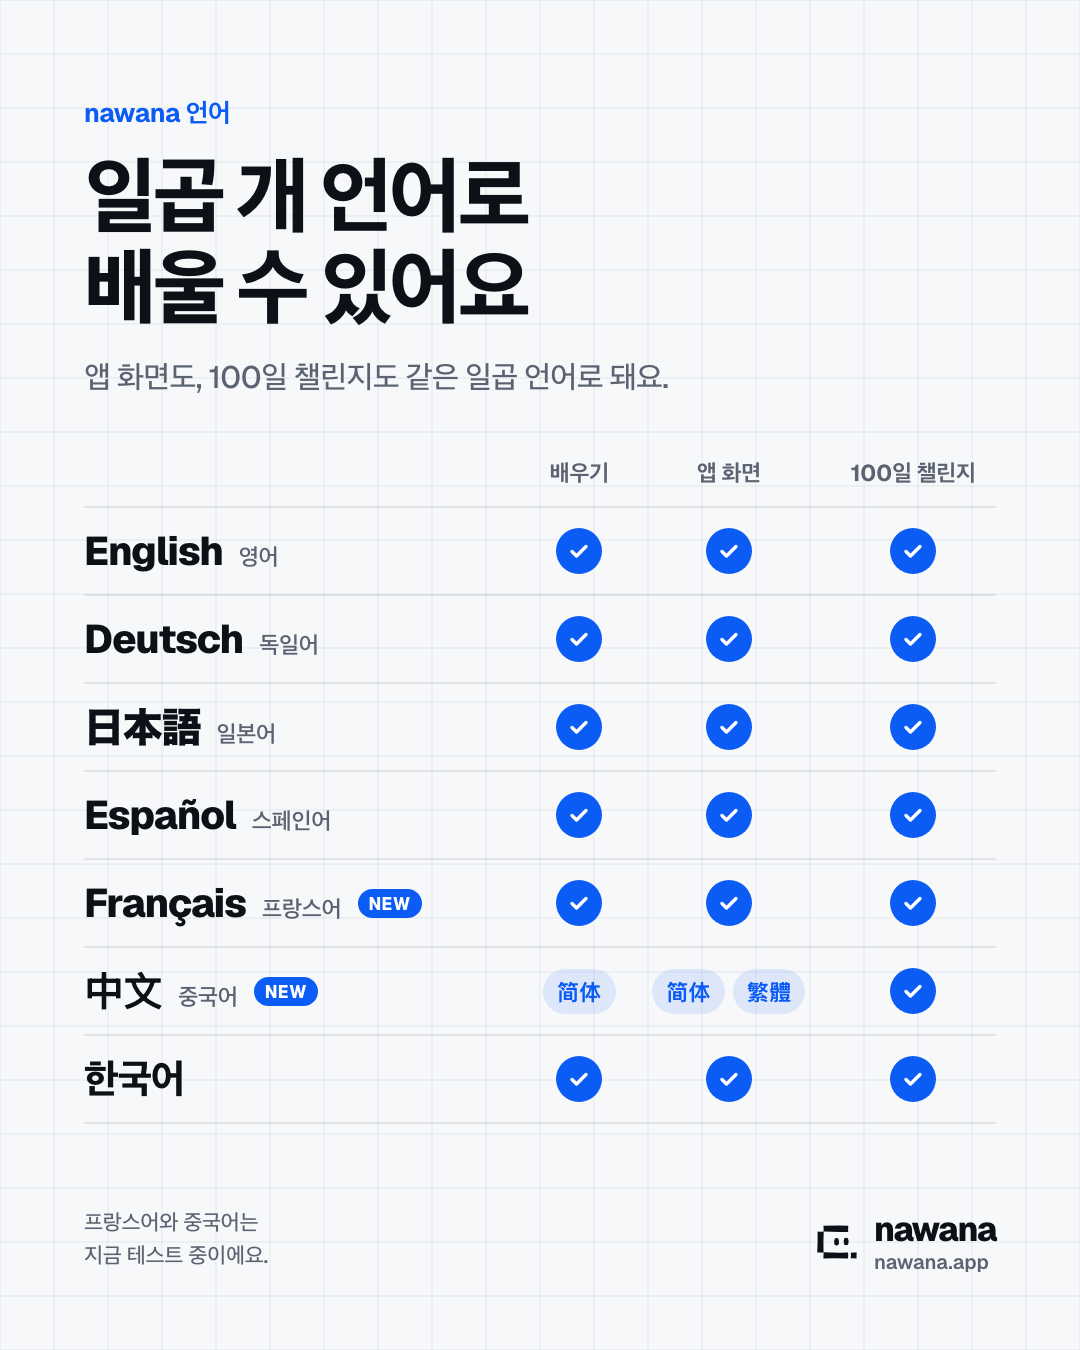 nawana 언어
일곱 개 언어로
배울 수 있어요
앱 화면도, 100일 챌린지도 같은 일곱 언어로 돼요.
배우기 앱 화면 100일 챌린지
English 영어
Deutsch 독일어
日本語 일본어
Español 스페인어
Français 프랑스어 NEW
中文 중국어 NEW 简体 简体 繁體
한국어
프랑스어와 중국어는
지금 테스트 중이에요.
nawana
nawana.app